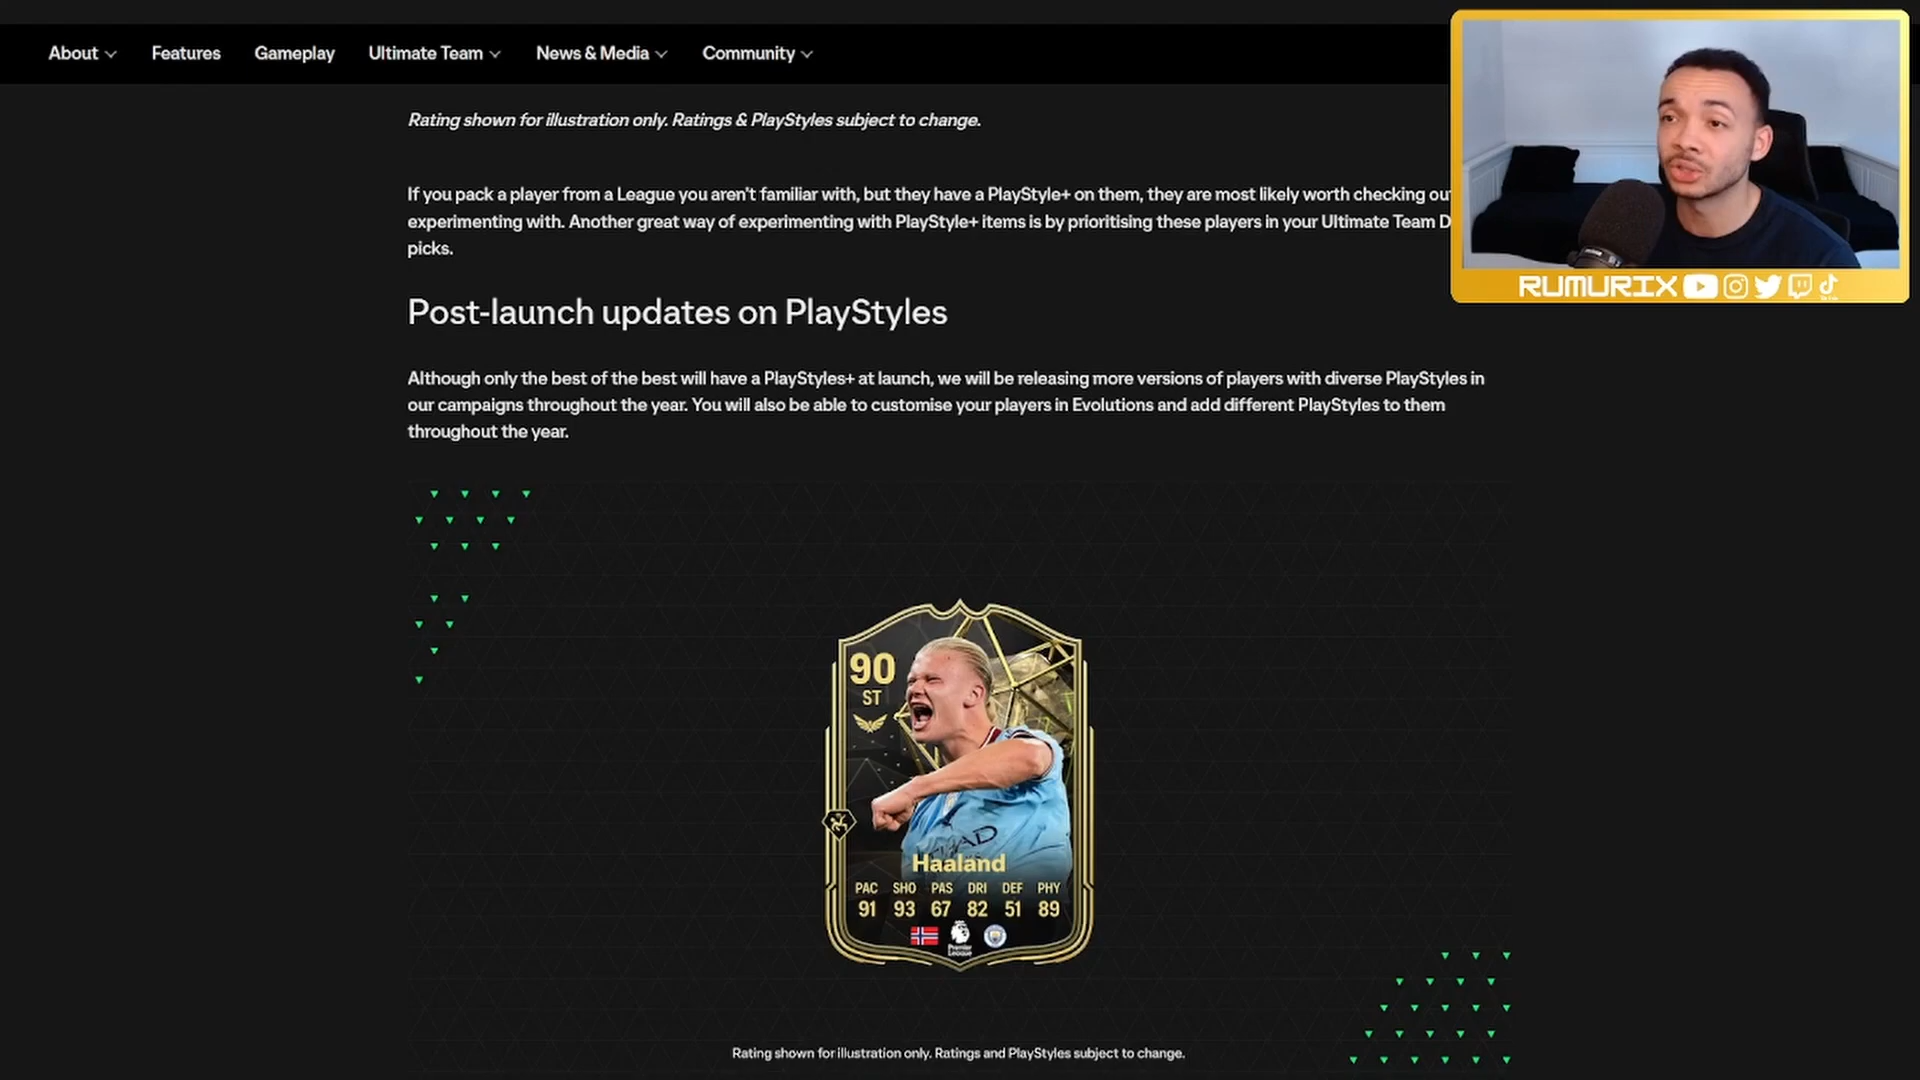 About
Features
Gameplay
Ultimate Team
News & Media
Community
Rating shown for illustration only. Ratings & PlayStyles subject to change.
If you pack a player from a League you aren't familiar with, but they have a PlayStyle+ on them, they are most likely worth checking
experimenting with. Another great way of experimenting with PlayStyle+ items is by prioritising these players in your Ultimate Team
picks.
RUMURIX
Post-launch updates on PlayStyles
Although only the best of the best will have a PlayStyles+ at launch, we will be releasing more versions of players with diverse PlayStyles in
our campaigns throughout the year. You will also be able to customise your players in Evolutions and add different PlayStyles to them
throughout the year.
90
ST
Haaland
PAC SHO PAS DRI DEF PHY
91 93 67 82 51 89
Premier
League
Rating shown for illustration only. Ratings and PlayStyles subject to change.